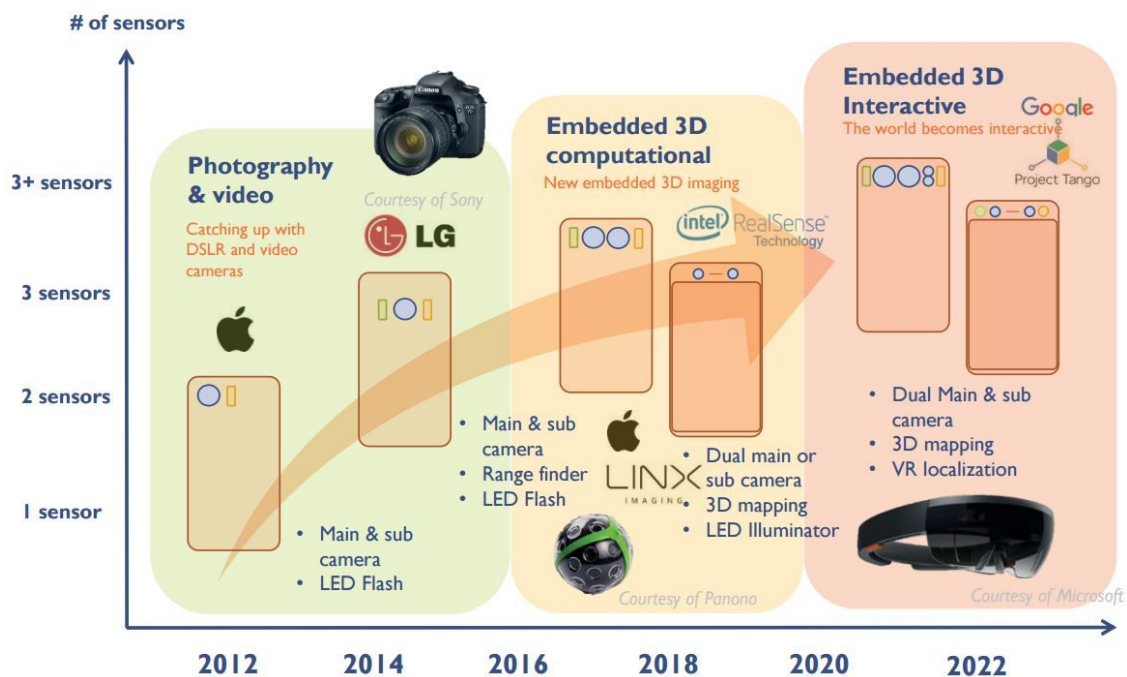 # of sensors
3+ sensors
3 sensors
2 sensors
1 sensor
Photography
& video
Catching up with
DSLR and video
cameras
Canon
Courtesy of Sony
LG
LG
• Main & sub
camera
• LED Flash
• Main & sub
camera
• Range finder
• LED Flash
Embedded 3D
computational
New embedded 3D imaging
intel RealSense™
Technology
LINX
IMAGING
• Dual main or
sub camera
• 3D mapping
• LED Illuminator
Courtesy of Panono
Embedded 3D
Interactive
The world becomes interactive
Google
Project Tango
• Dual Main & sub
camera
• 3D mapping
• VR localization
Courtesy of Microsoft
2012 2014 2016 2018 2020 2022